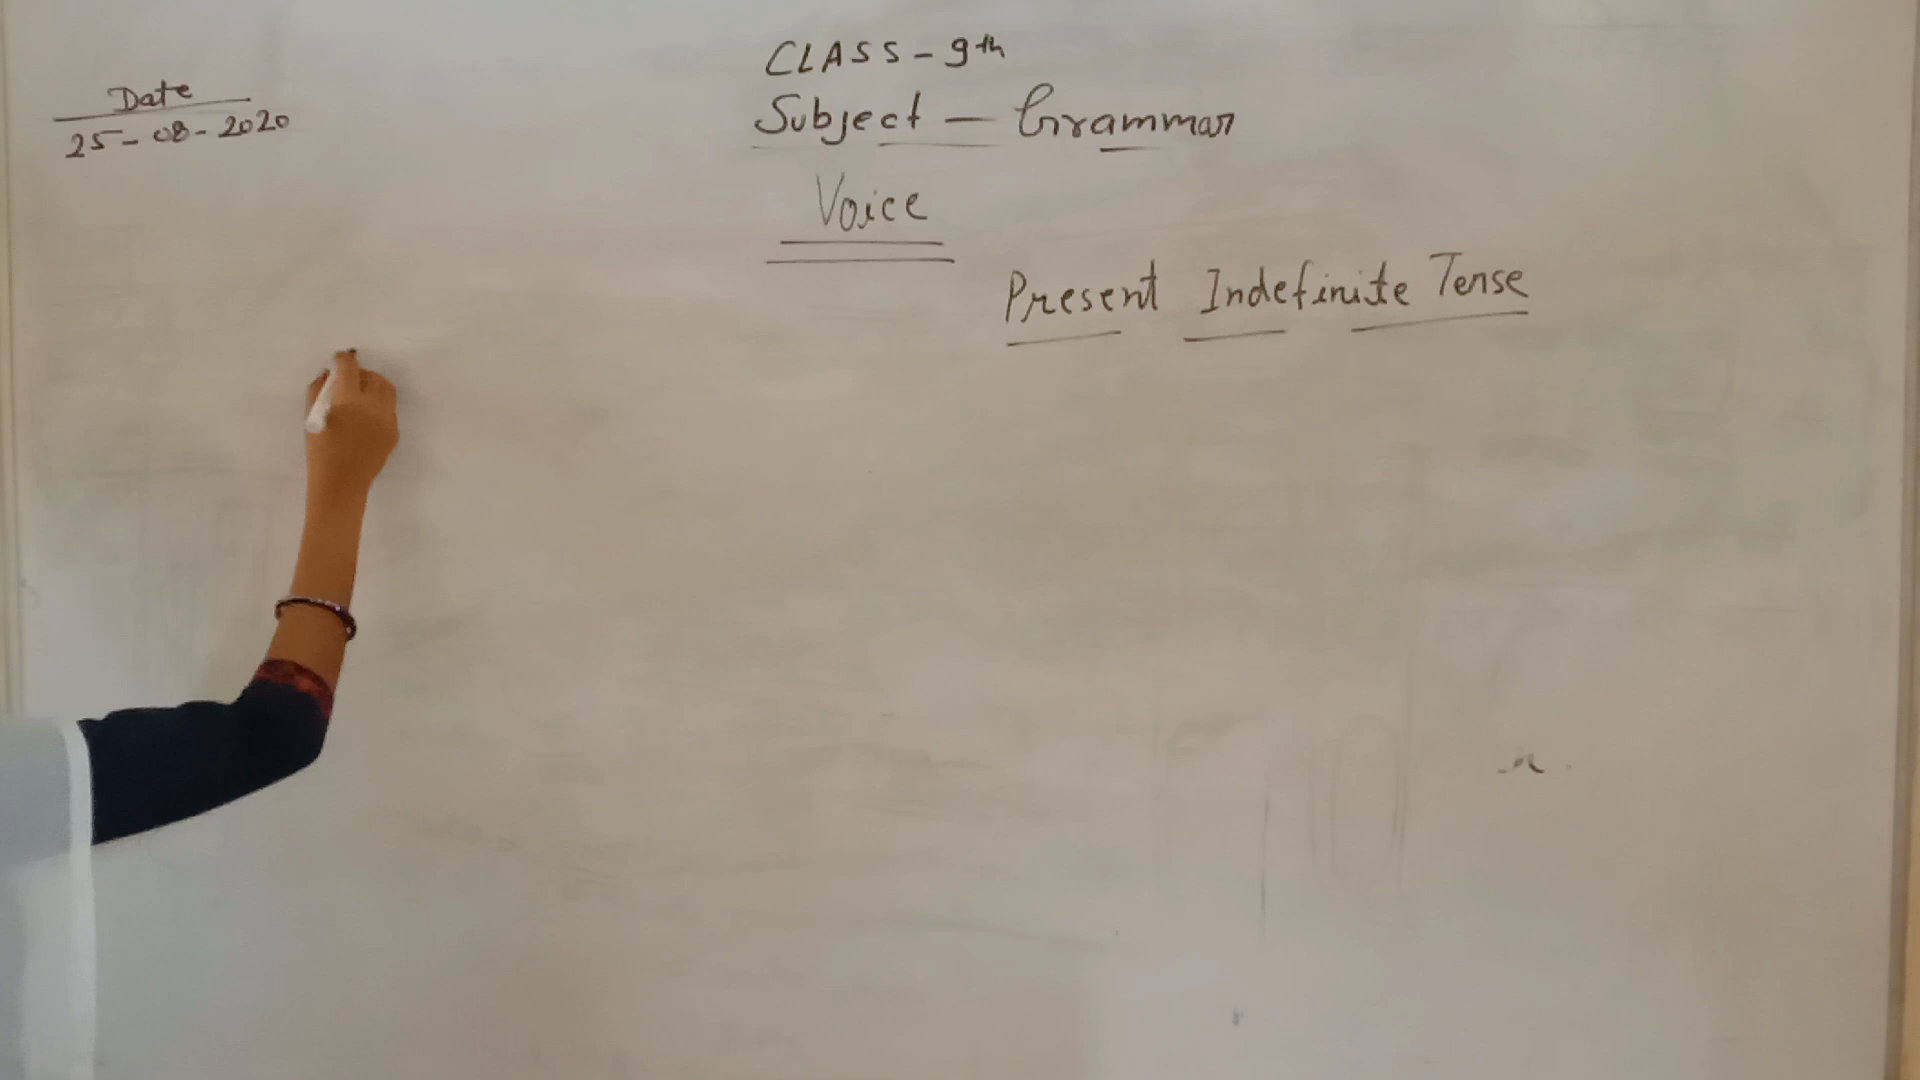 CLASS - 9th
Date
25-08-2020
Subject - Grammar
Voice
Present Indefinite Tense